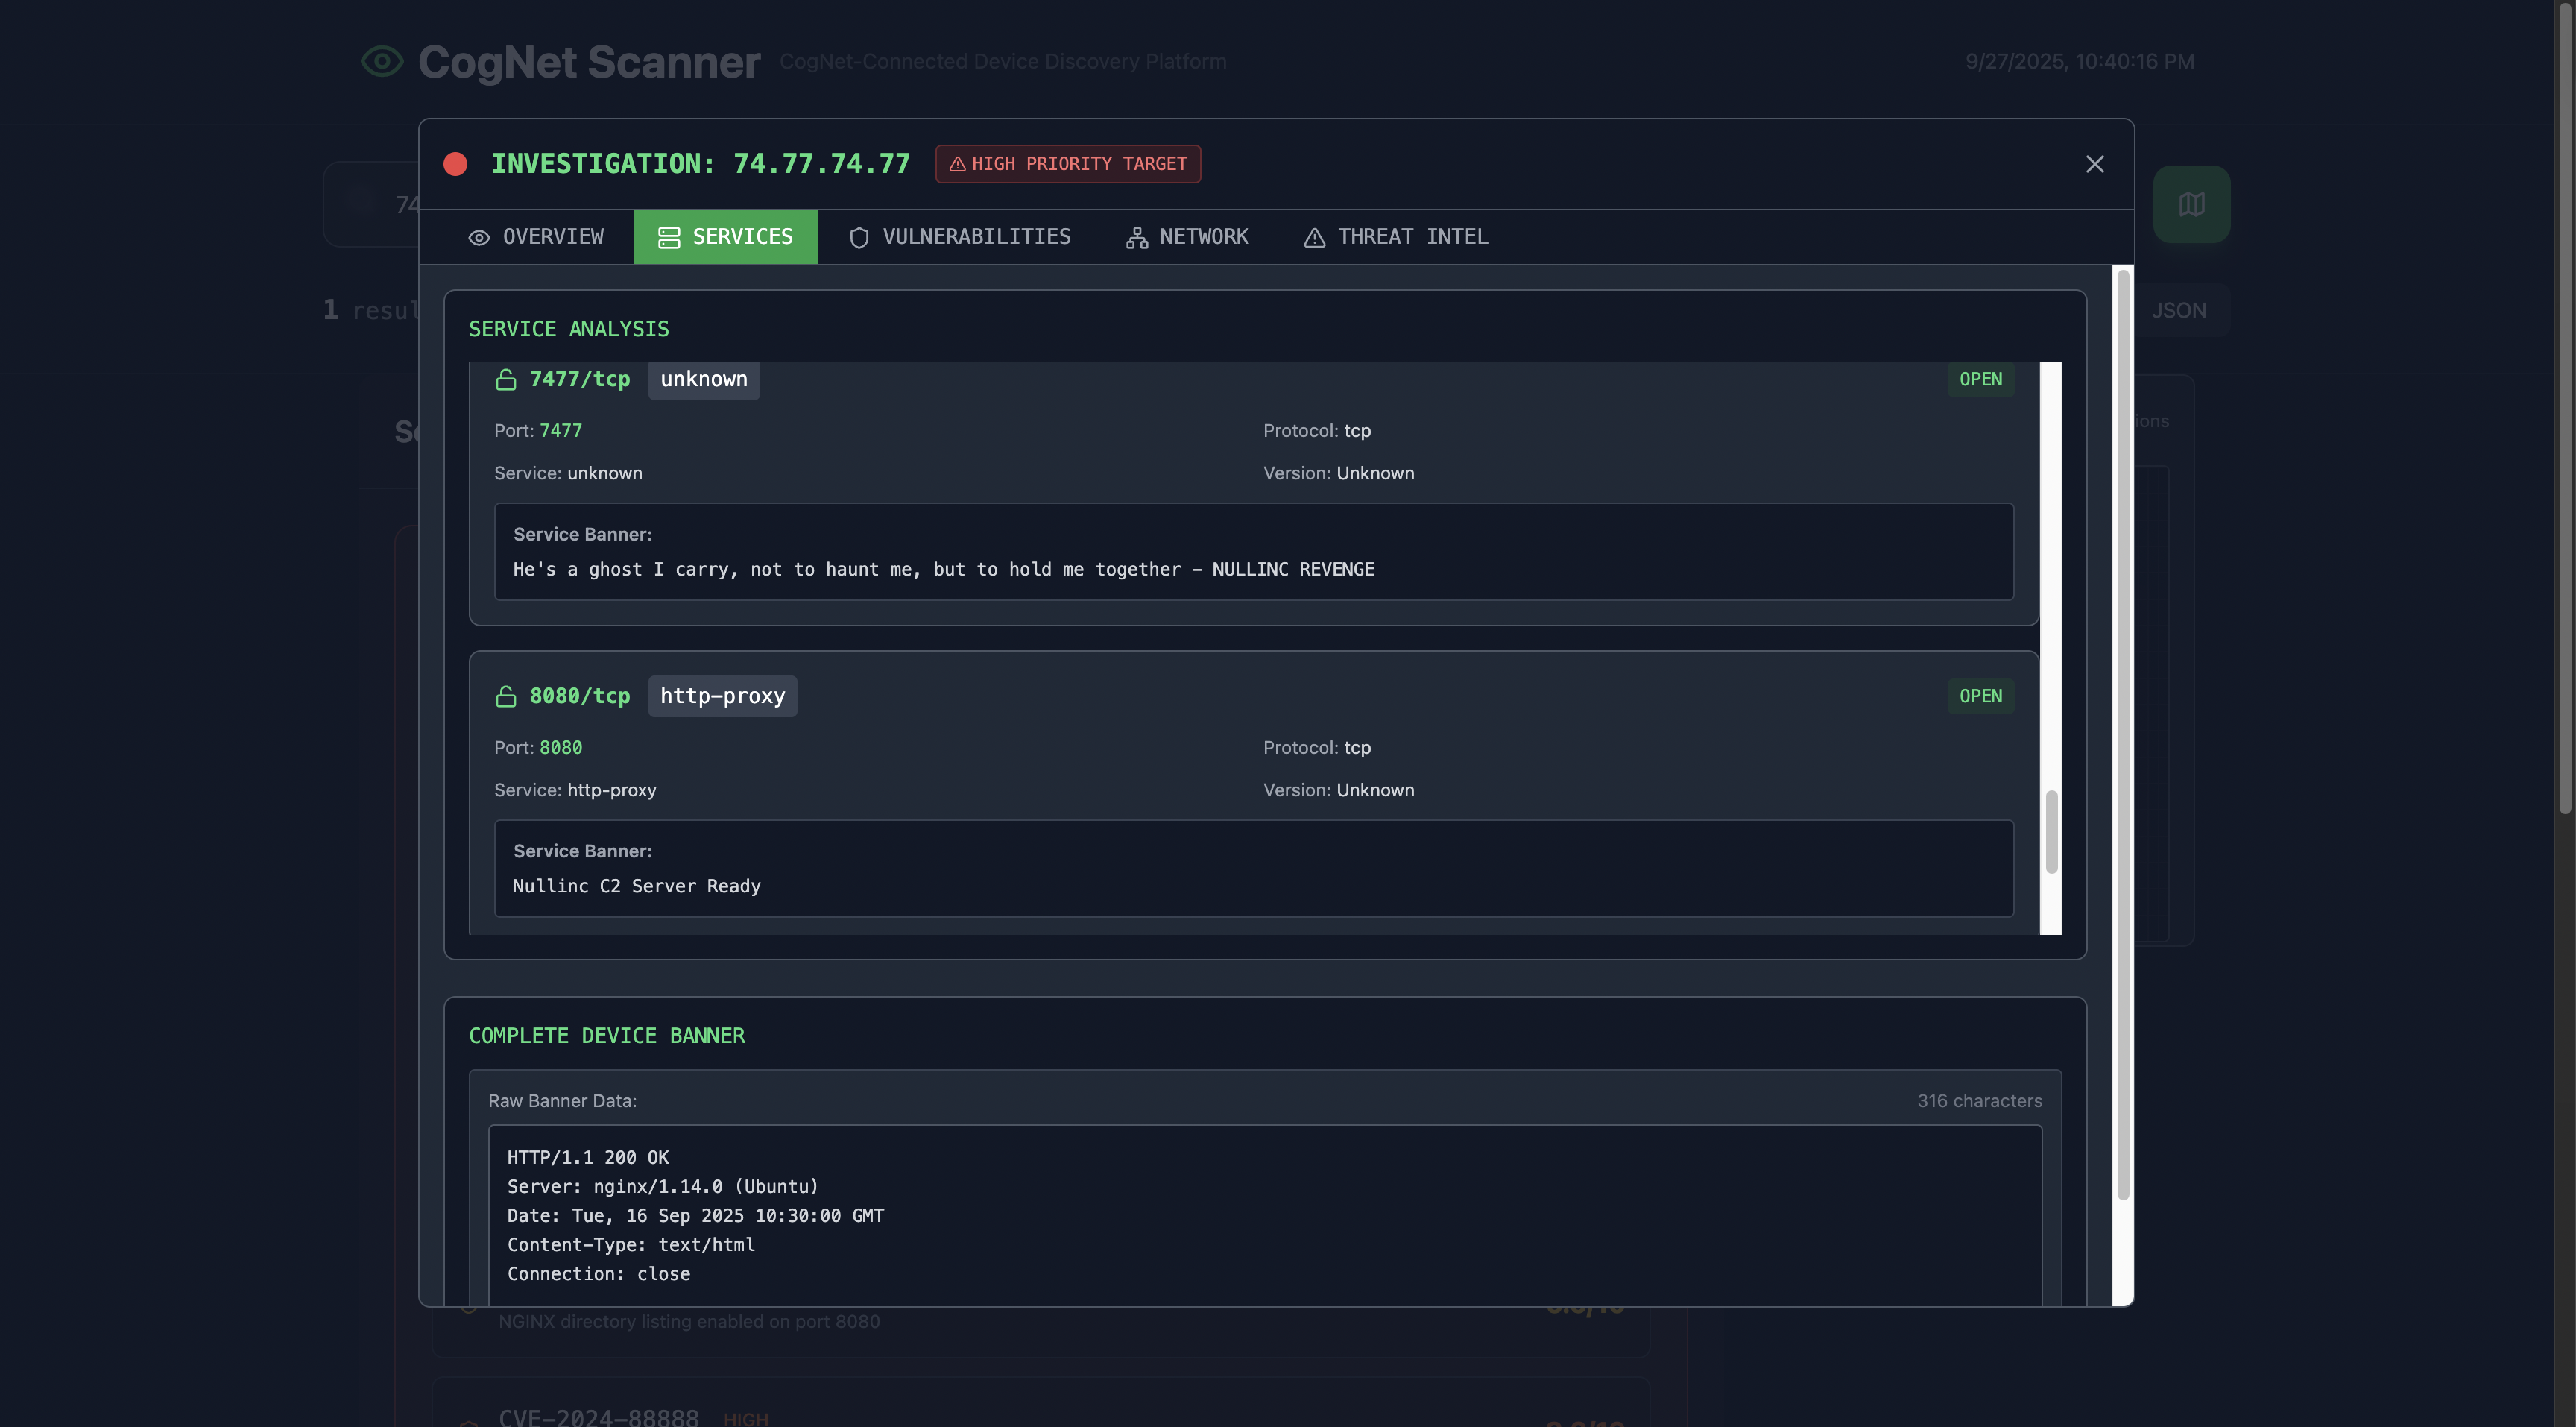 CogNet Scanner CogNet-Connected Device Discovery Platform 9/27/2025, 10:40:16 PM
INVESTIGATION: 74.77.74.77 HIGH PRIORITY TARGET
74
OVERVIEW SERVICES VULNERABILITIES NETWORK THREAT INTEL
1 resul
JSON
SERVICE ANALYSIS
7477/tcp unknown OPEN
Port: 7477 Protocol: tcp
Service: unknown Version: Unknown
Service Banner:
He's a ghost I carry, not to haunt me, but to hold me together – NULLINC REVENGE
8080/tcp http-proxy OPEN
Port: 8080 Protocol: tcp
Service: http-proxy Version: Unknown
Service Banner:
Nullinc C2 Server Ready
COMPLETE DEVICE BANNER
Raw Banner Data: 316 characters
HTTP/1.1 200 OK
Server: nginx/1.14.0 (Ubuntu)
Date: Tue, 16 Sep 2025 10:30:00 GMT
Content-Type: text/html
Connection: close
NGINX directory listing enabled on port 8080
CVE-2024-88888 HIGH